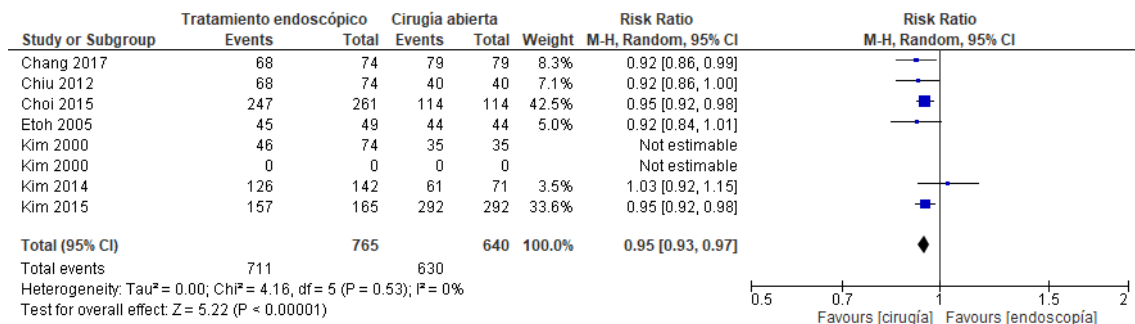 Tratamiento endoscópico Cirugía abierta Risk Ratio Risk Ratio
Study or Subgroup Events Total Events Total Weight M-H, Random, 95% CI M-H, Random, 95% CI
Chang 2017 68 74 79 79 8.3% 0.92 [0.86, 0.99]
Chiu 2012 68 74 40 40 7.1% 0.92 [0.86, 1.00]
Choi 2015 247 261 114 114 42.5% 0.95 [0.92, 0.98]
Etoh 2005 45 49 44 44 5.0% 0.92 [0.84, 1.01]
Kim 2000 46 74 35 35 Not estimable
Kim 2000 0 0 0 0 Not estimable
Kim 2014 126 142 61 71 3.5% 1.03 [0.92, 1.15]
Kim 2015 157 165 292 292 33.6% 0.95 [0.92, 0.98]
Total (95% CI) 765 640 100.0% 0.95 [0.93, 0.97]
Total events 711 630
Heterogeneity: Tau² = 0.00; Chi² = 4.16, df = 5 (P = 0.53); I² = 0%
Test for overall effect: Z = 5.22 (P < 0.00001)
0.5 0.7 1 1.5 2
Favours [cirugía] Favours [endoscopía]